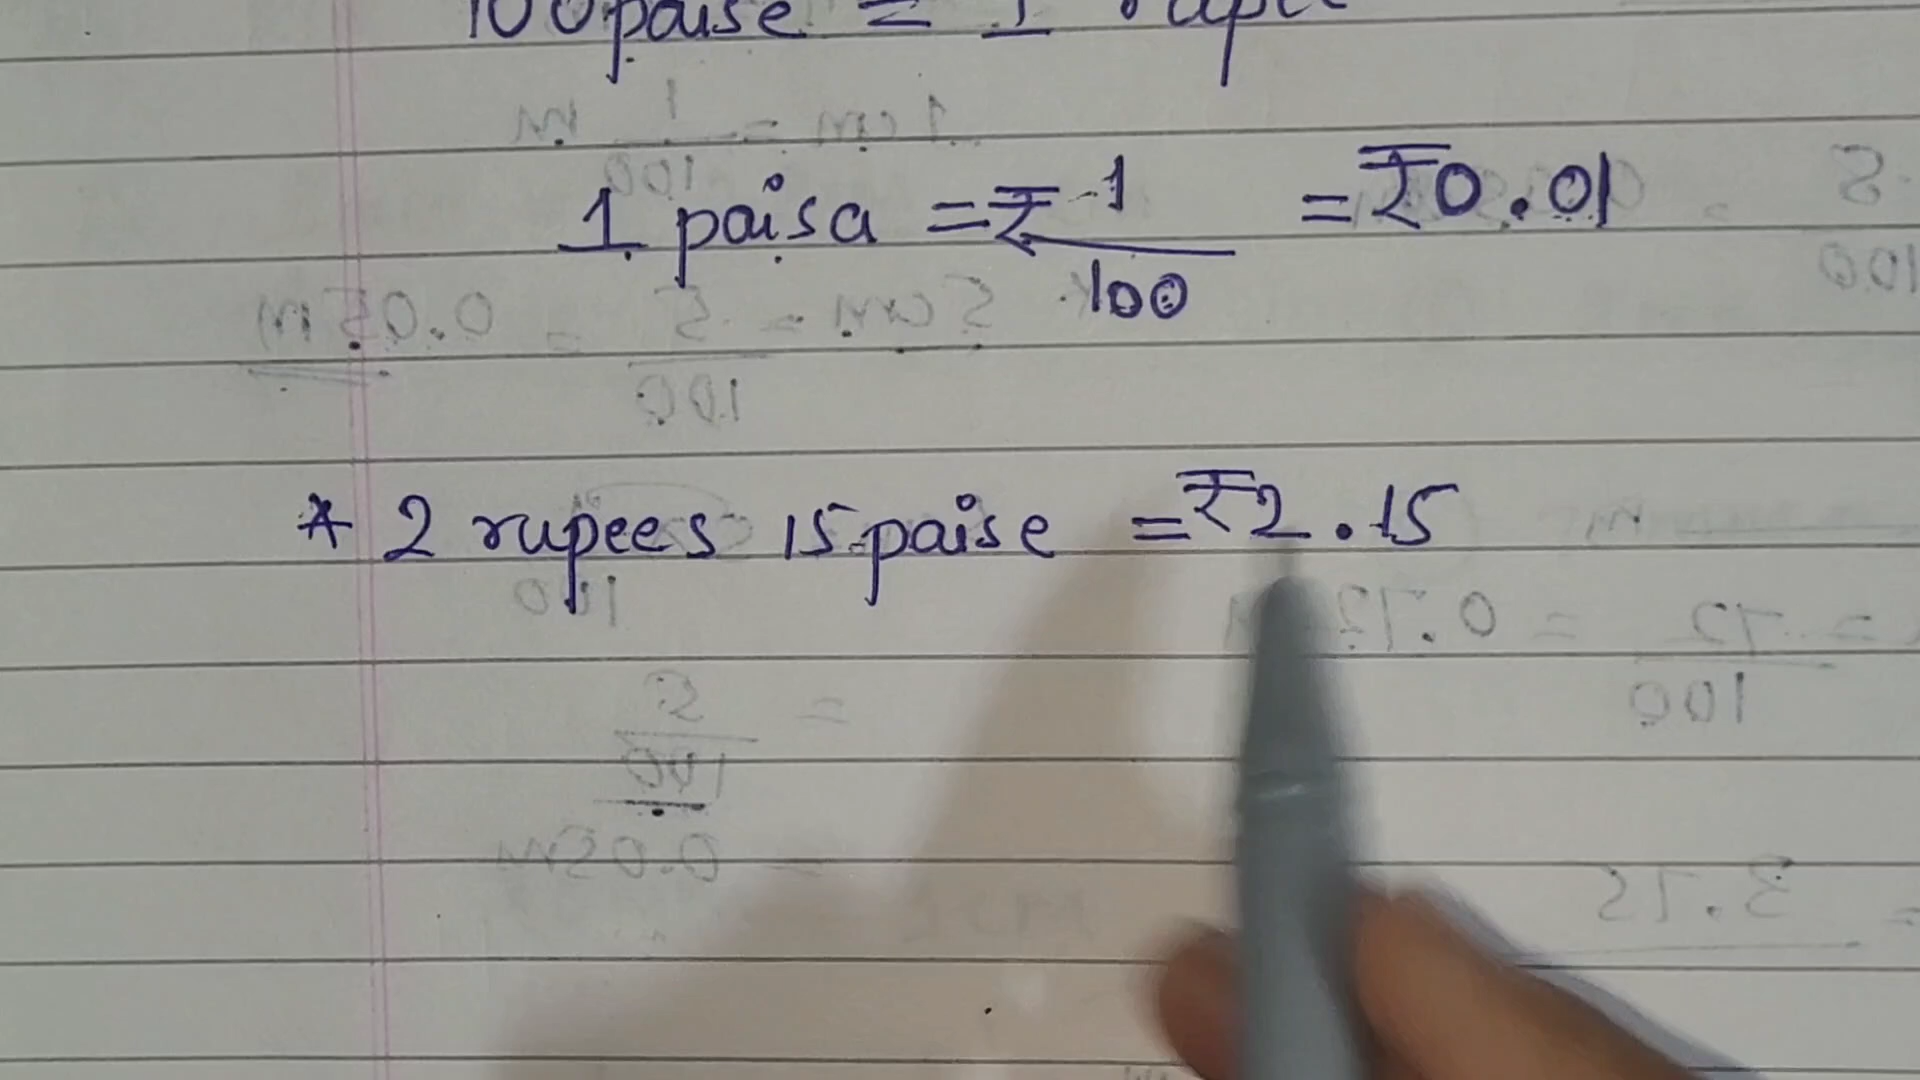 100 paise = 1 rupee
1 paisa = ₹ 1/100 = ₹0.01
* 2 rupees 15 paise = ₹2.15